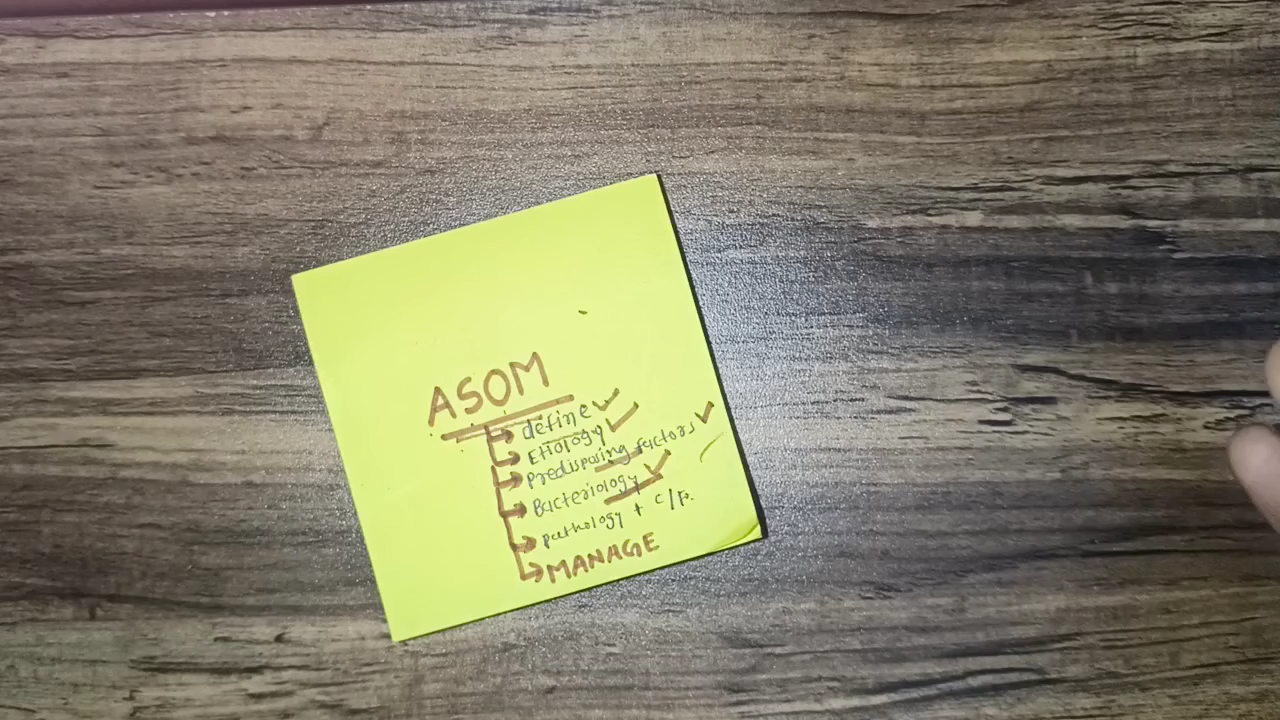 ASOM
define ✓
Etiology ✓
Predisposing factors ✓
Bacteriology ✓
pathology + c/p.
MANAGE